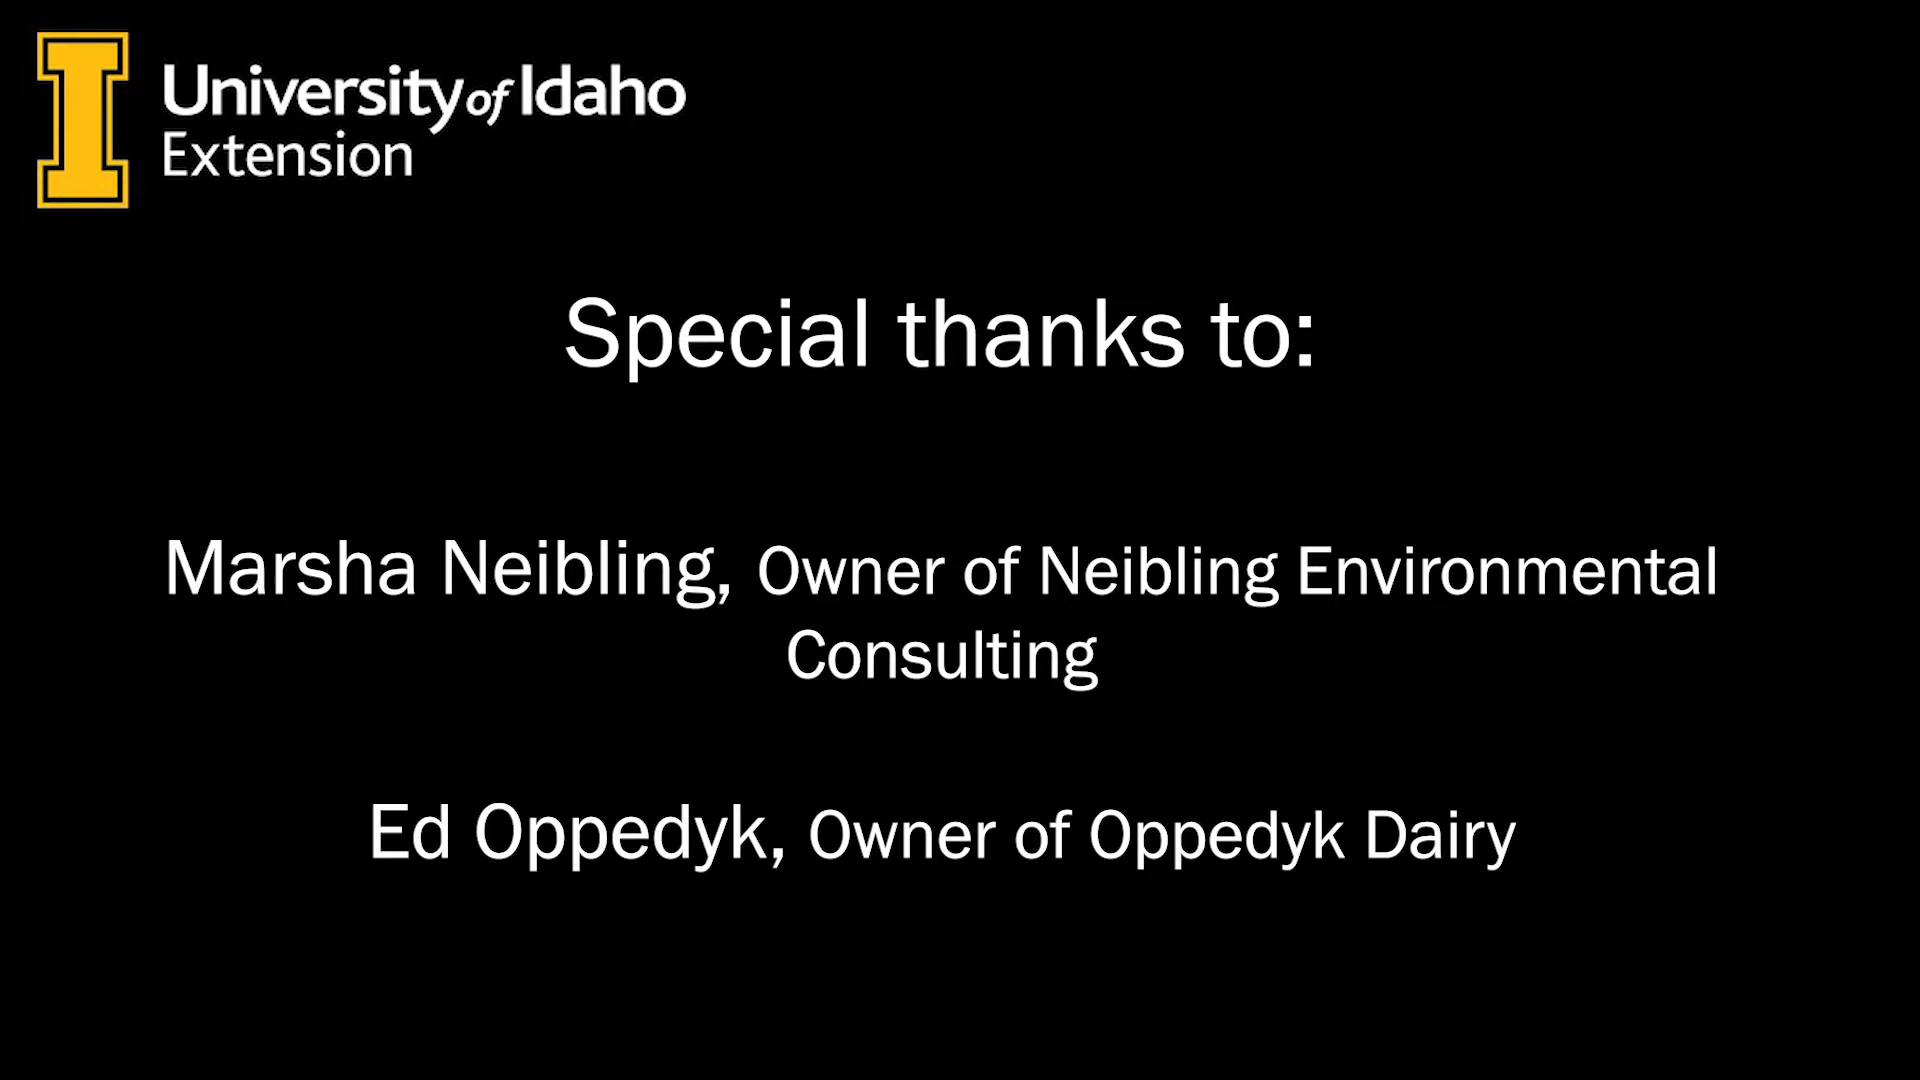 University of Idaho
Extension
Special thanks to:
Marsha Neibling, Owner of Neibling Environmental
Consulting
Ed Oppedyk, Owner of Oppedyk Dairy